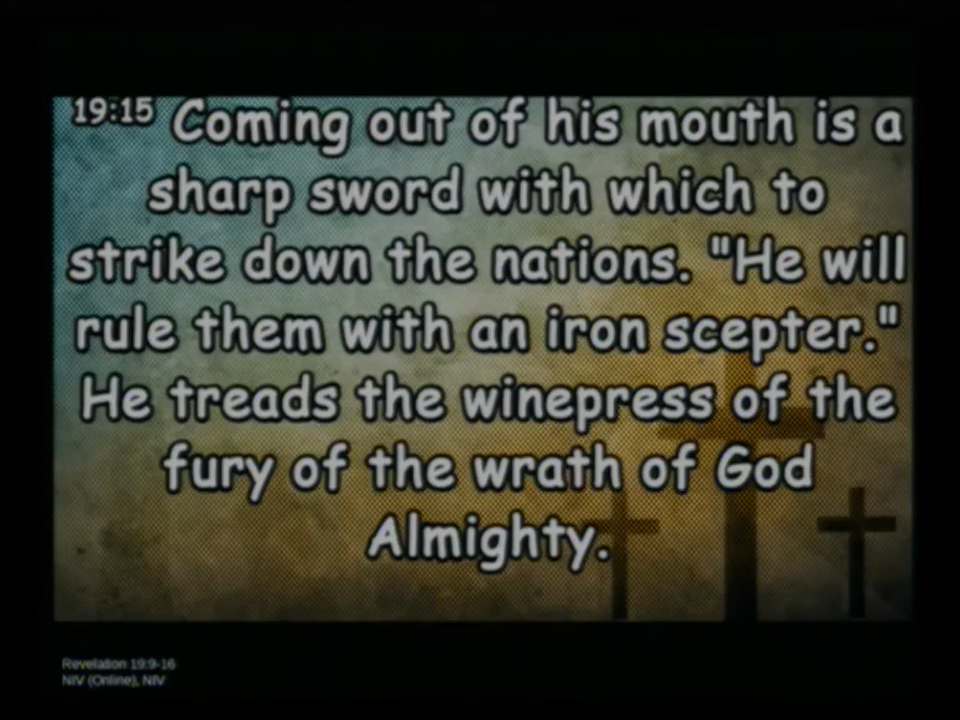 19:15 Coming out of his mouth is a
sharp sword with which to
strike down the nations. "He will
rule them with an iron scepter."
He treads the winepress of the
fury of the wrath of God
Almighty.
Revelation 19:9-16
NIV (Online), NIV